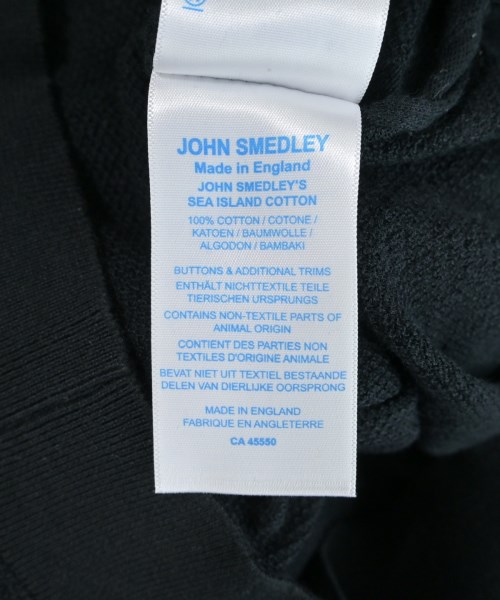 JOHN SMEDLEY
Made in England
JOHN SMEDLEY'S
SEA ISLAND COTTON
100% COTTON / COTONE /
KATOEN / BAUMWOLLE /
ALGODON / BAMBAKI
BUTTONS & ADDITIONAL TRIMS
ENTHÄLT NICHTTEXTILE TEILE
TIERISCHEN URSPRUNGS
CONTAINS NON-TEXTILE PARTS OF
ANIMAL ORIGIN
CONTIENT DES PARTIES NON
TEXTILES D'ORIGINE ANIMALE
BEVAT NIET UIT TEXTIEL BESTAANDE
DELEN VAN DIERLIJKE OORSPRONG
MADE IN ENGLAND
FABRIQUE EN ANGLETERRE
CA 45550